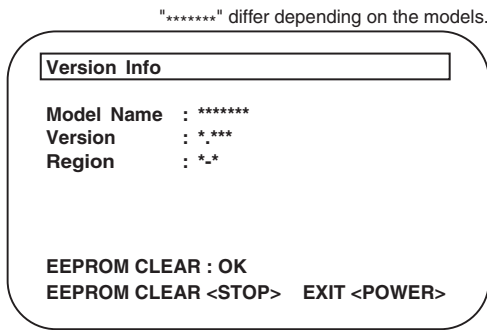 "*******" differ depending on the models.
Version Info
Model Name : *******
Version : *.***
Region : *-*
EEPROM CLEAR : OK
EEPROM CLEAR <STOP> EXIT <POWER>